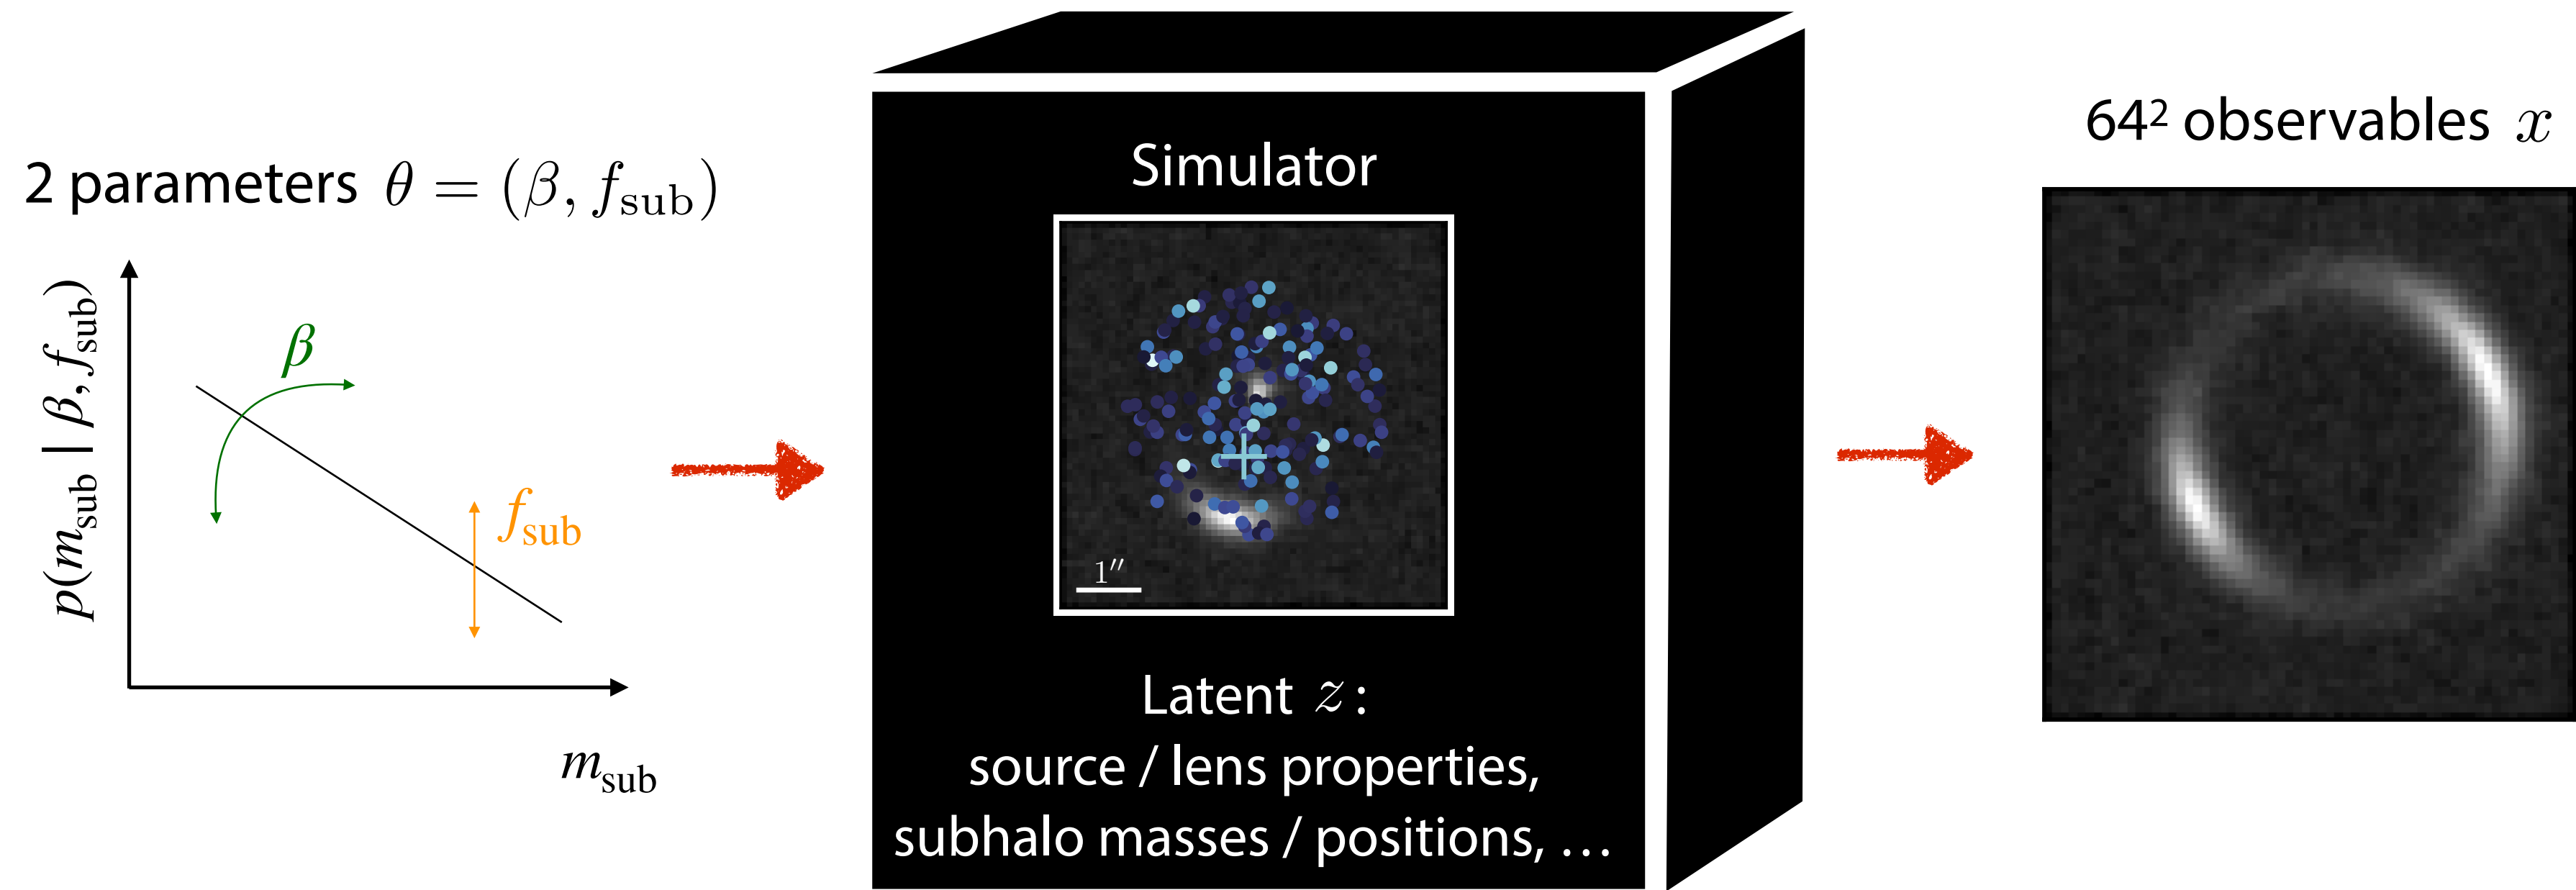 2 parameters θ = (β, f_sub)
p(m_sub | β, f_sub)
β
f_sub
m_sub
Simulator
1″
Latent z:
source / lens properties,
subhalo masses / positions, …
64² observables x